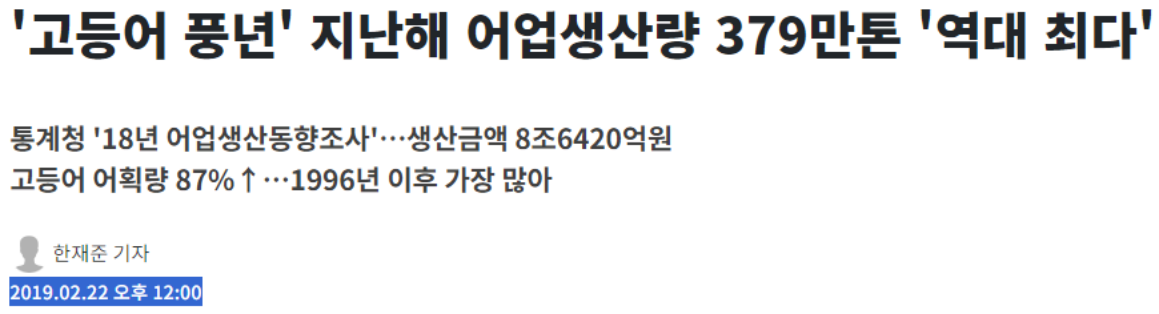 '고등어 풍년' 지난해 어업생산량 379만톤 '역대 최다'
통계청 '18년 어업생산동향조사'…생산금액 8조6420억원
고등어 어획량 87%↑…1996년 이후 가장 많아
한재준 기자
2019.02.22 오후 12:00